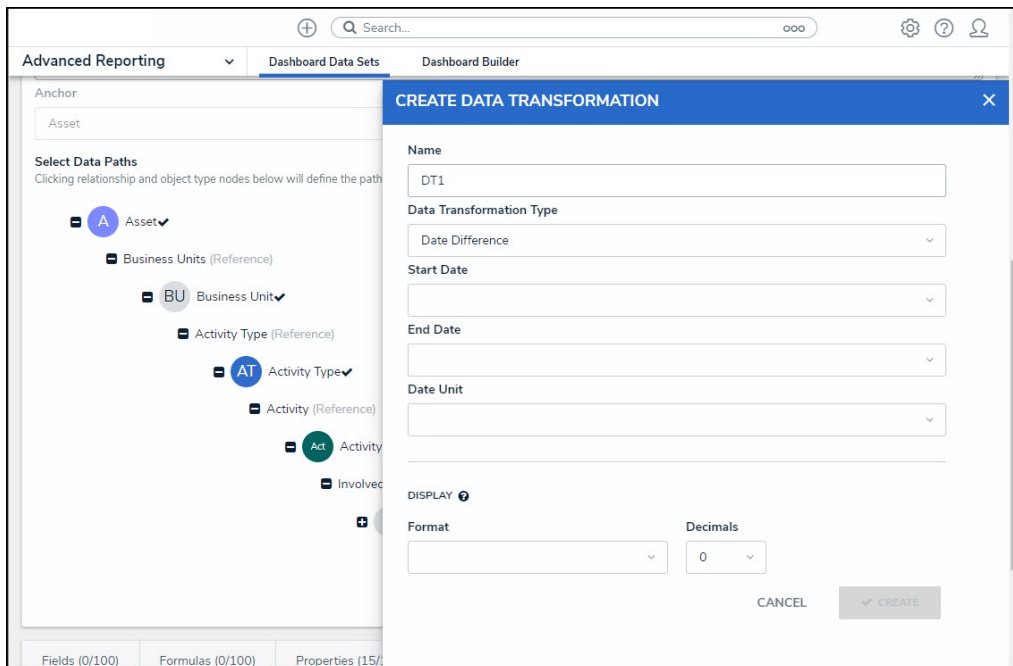 Search...
ooo
Advanced Reporting
Dashboard Data Sets
Dashboard Builder
Anchor
Asset
Select Data Paths
Clicking relationship and object type nodes below will define the path
A Asset
Business Units (Reference)
BU Business Unit
Activity Type (Reference)
AT Activity Type
Activity (Reference)
Act Activity
Fields (0/100)
Formulas (0/100)
Properties (15/
CREATE DATA TRANSFORMATION
Name
DT1
Data Transformation Type
Date Difference
Start Date
End Date
Date Unit
DISPLAY ?
Format
Decimals
0
CANCEL
CREATE